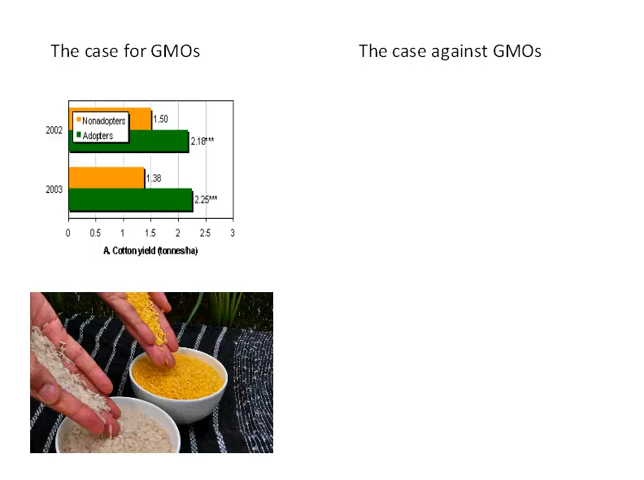 The case for GMOs
The case against GMOs
Nonadopters
Adopters
2002
1.50
2.18***
2003
1.38
2.25***
0 0.5 1 1.5 2 2.5 3
A. Cotton yield (tonnes/ha)